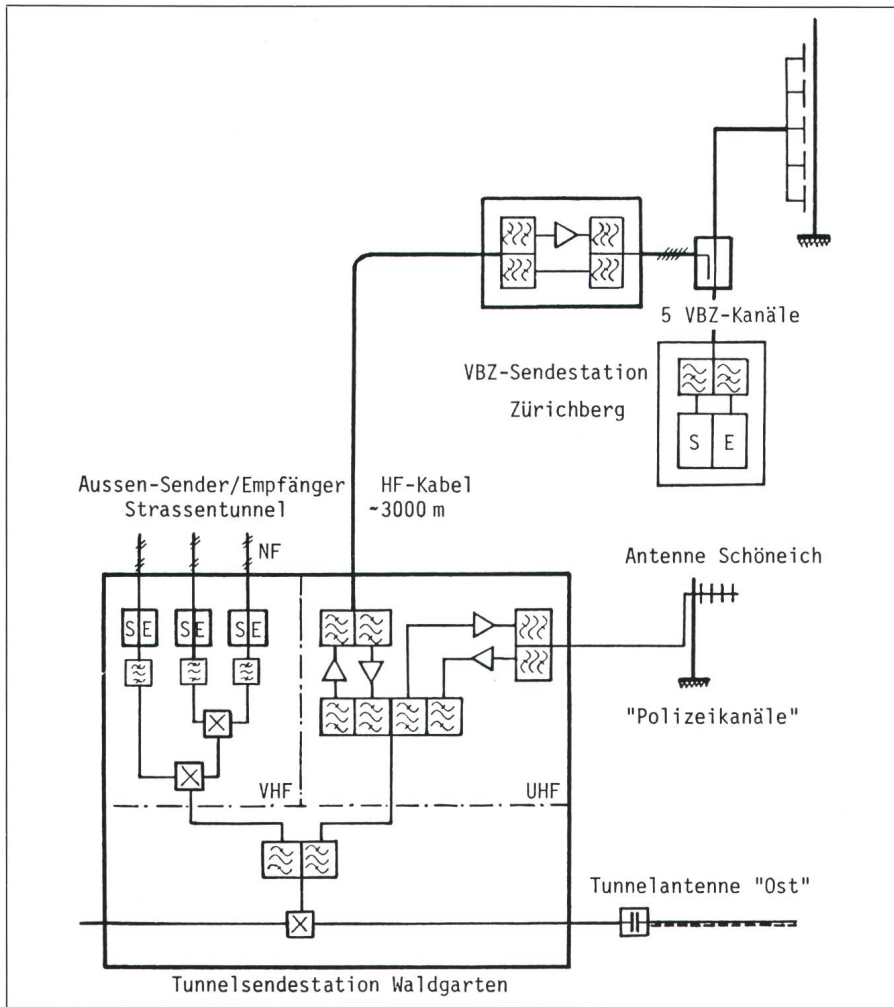 5 VBZ-Kanäle
VBZ-Sendestation
Zürichberg
S E
Aussen-Sender/Empfänger
Strassentunnel
HF-Kabel
~3000 m
NF
Antenne Schöneich
S E S E S E
"Polizeikanäle"
VHF
UHF
Tunnelantenne "Ost"
Tunnelsendestation Waldgarten